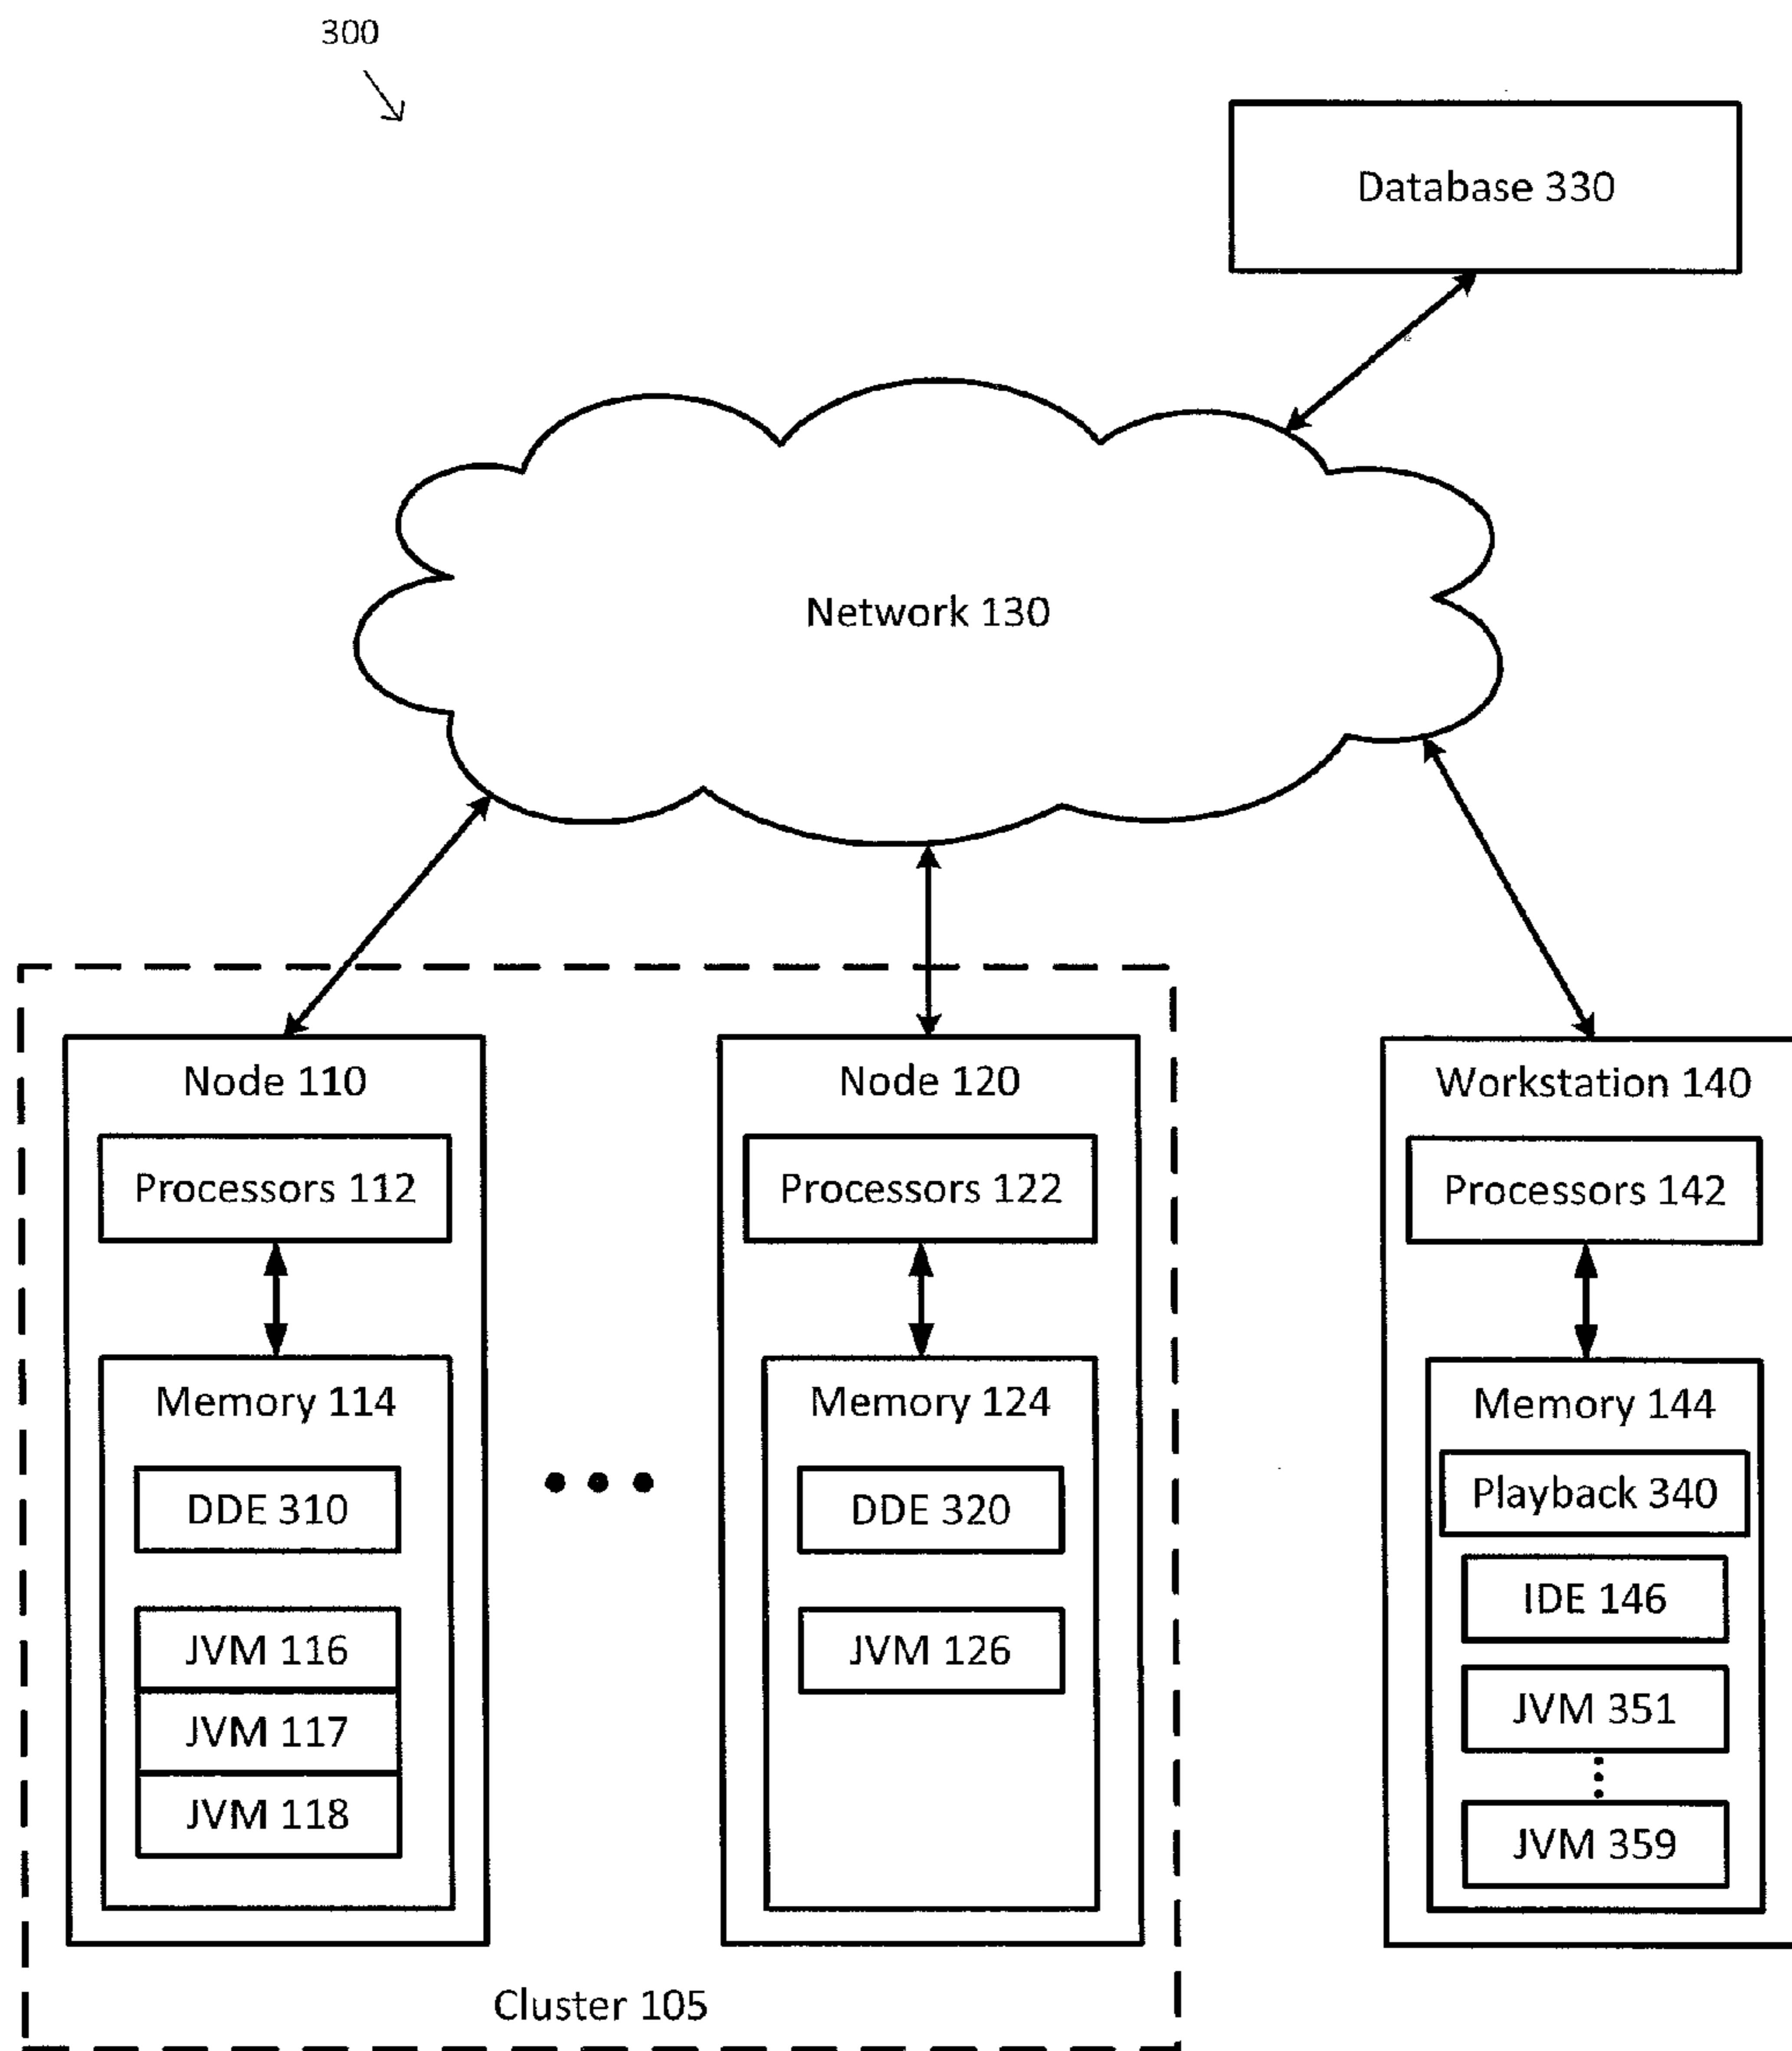 300
Database 330
Network 130
Node 110
Processors 112
Memory 114
DDE 310
JVM 116
JVM 117
JVM 118
Node 120
Processors 122
Memory 124
DDE 320
JVM 126
Cluster 105
Workstation 140
Processors 142
Memory 144
Playback 340
IDE 146
JVM 351
JVM 359